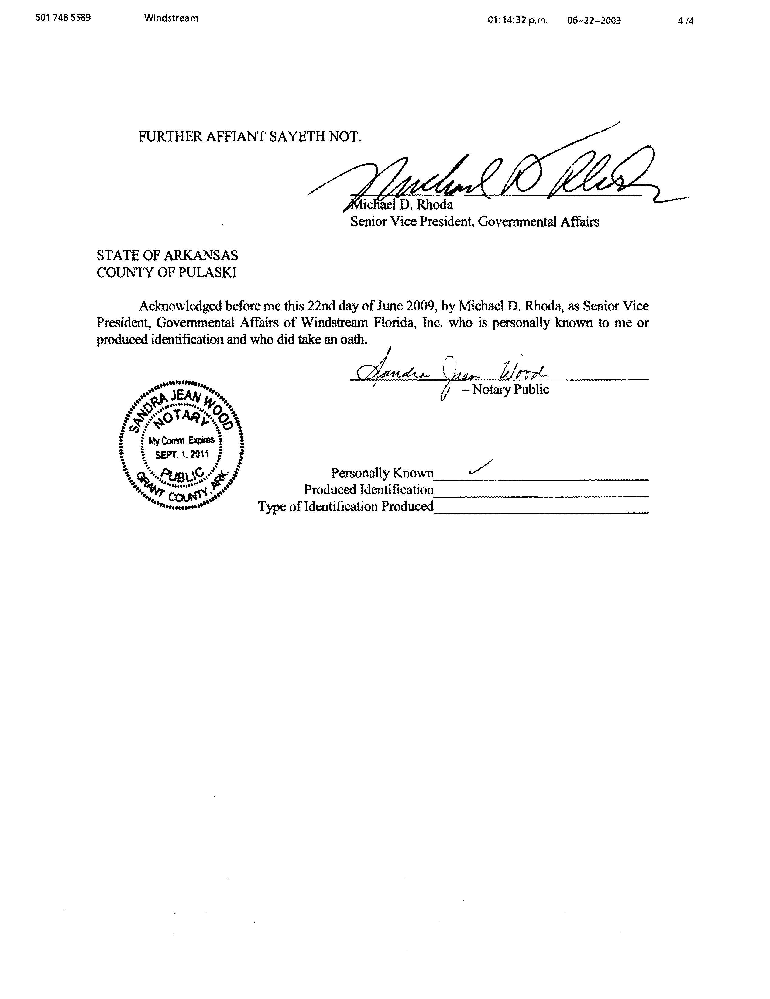 501 748 5589 Windstream 01:14:32 p.m. 06-22-2009 4 /4
FURTHER AFFIANT SAYETH NOT.
Michael D Rhoda
Michael D. Rhoda
Senior Vice President, Governmental Affairs
STATE OF ARKANSAS
COUNTY OF PULASKI
Acknowledged before me this 22nd day of June 2009, by Michael D. Rhoda, as Senior Vice
President, Governmental Affairs of Windstream Florida, Inc. who is personally known to me or
produced identification and who did take an oath.
Sandra Jean Wood
– Notary Public
SANDRA JEAN WOOD
NOTARY
My Comm. Expires
SEPT. 1, 2011
PUBLIC
GRANT COUNTY, ARK.
Personally Known ✓
Produced Identification
Type of Identification Produced